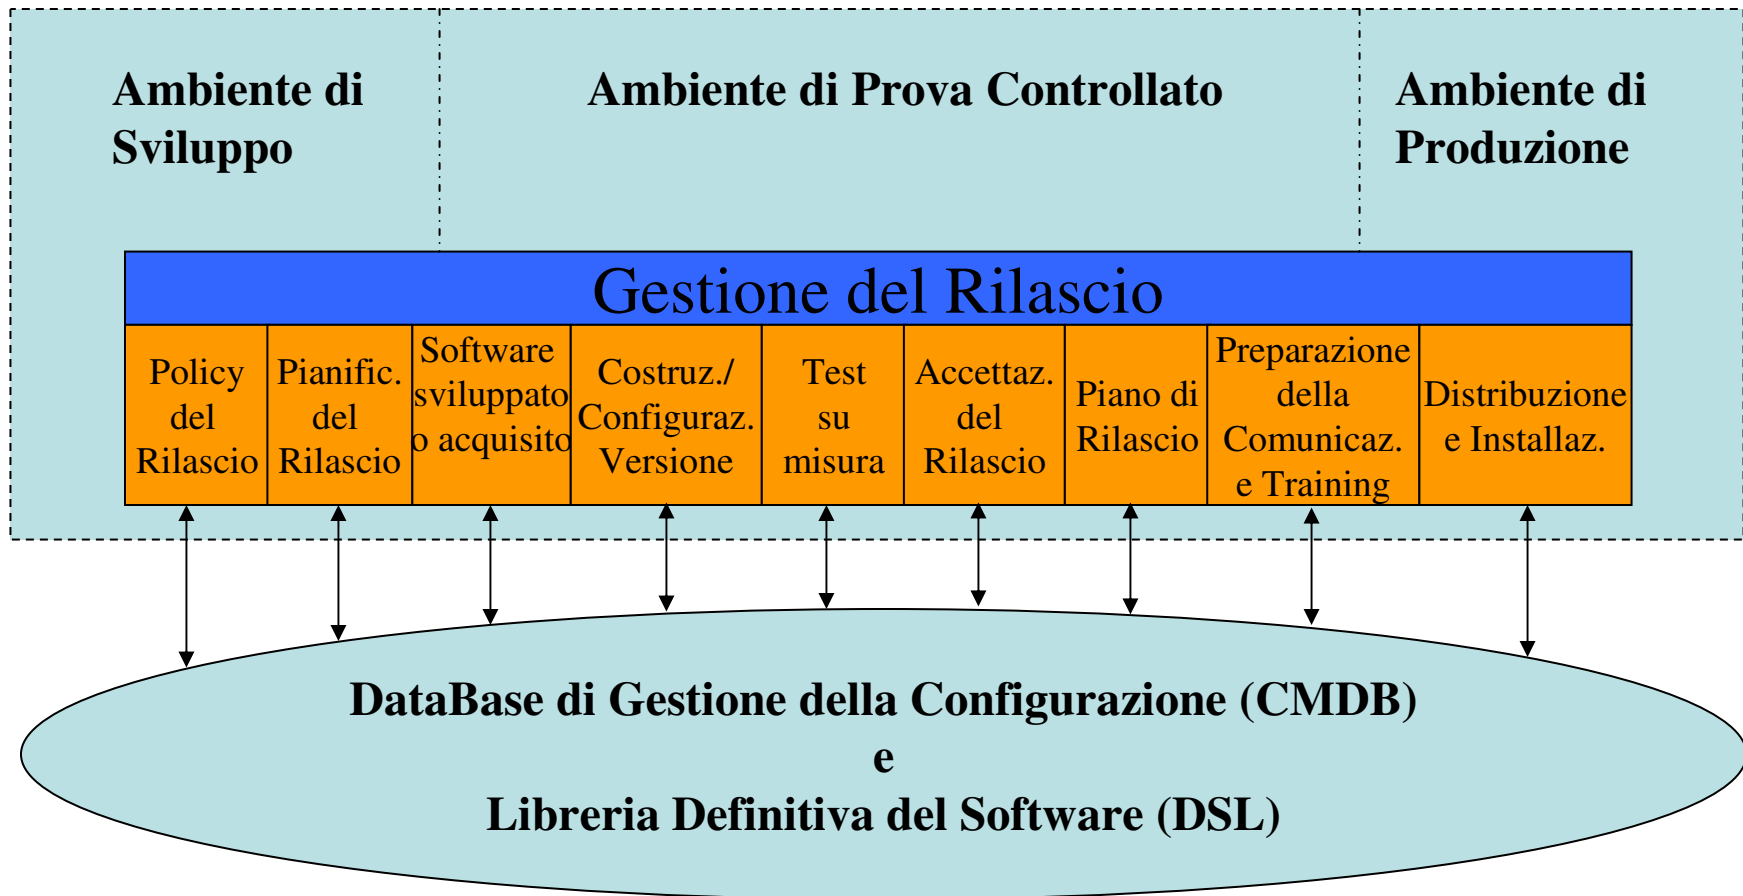 Ambiente di
Sviluppo
Ambiente di Prova Controllato
Ambiente di
Produzione
Gestione del Rilascio
Policy
del
Rilascio
Pianific.
del
Rilascio
Software
sviluppato
o acquisito
Costruz./
Configuraz.
Versione
Test
su
misura
Accettaz.
del
Rilascio
Piano di
Rilascio
Preparazione
della
Comunicaz.
e Training
Distribuzione
e Installaz.
DataBase di Gestione della Configurazione (CMDB)
e
Libreria Definitiva del Software (DSL)